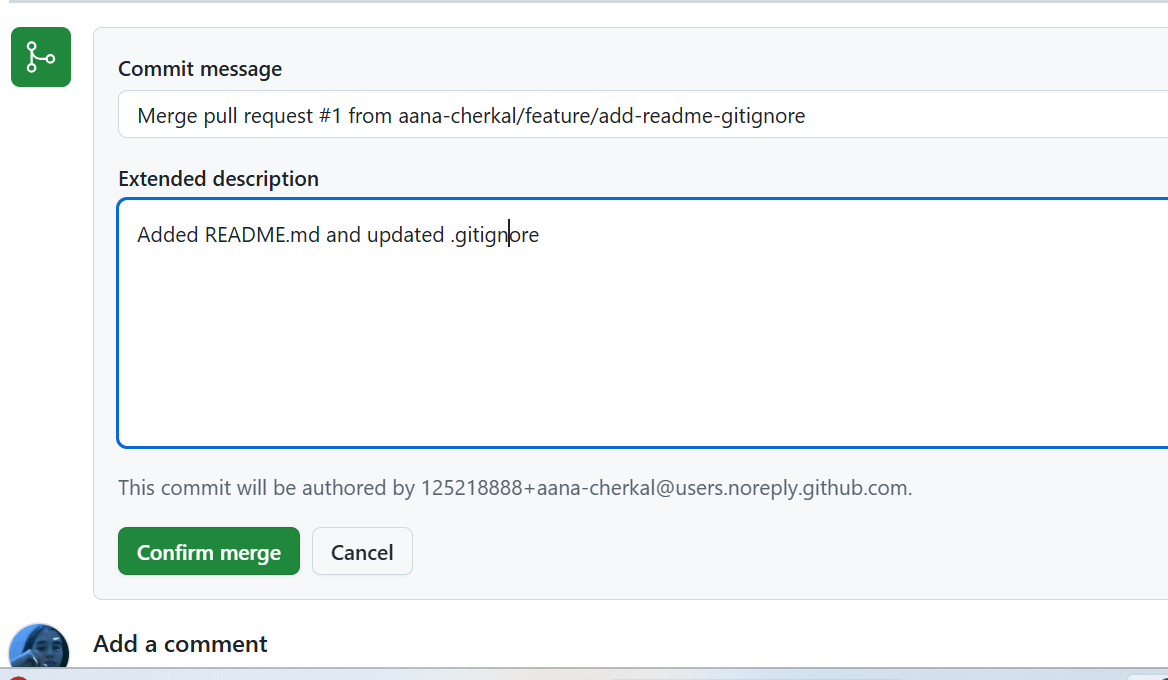 Commit message
Merge pull request #1 from aana-cherkal/feature/add-readme-gitignore
Extended description
Added README.md and updated .gitignore
This commit will be authored by 125218888+aana-cherkal@users.noreply.github.com.
Confirm merge Cancel
Add a comment